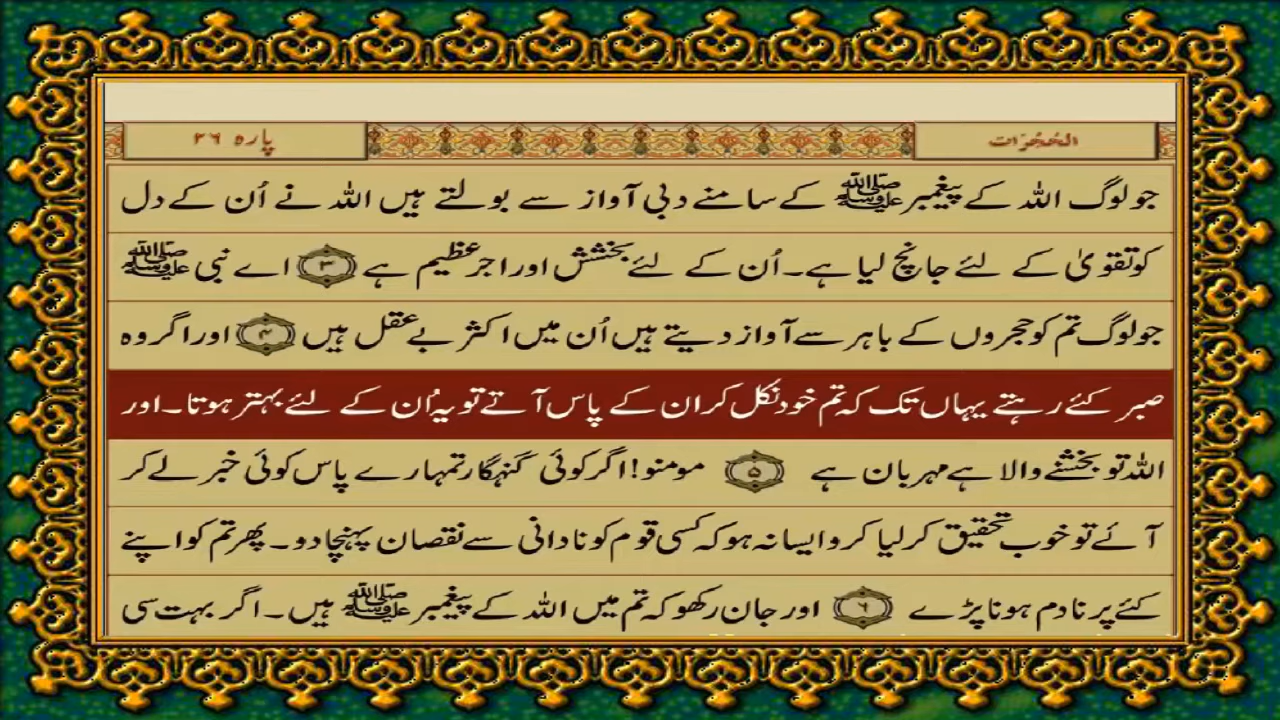 الحُجُرَات
پارہ ۲۶
جو لوگ اللہ کے پیغمبر ﷺ کے سامنے دبی آواز سے بولتے ہیں اللہ نے اُن کے دل
کو تقویٰ کے لئے جانچ لیا ہے۔ اُن کے لئے بخشش اور اجر عظیم ہے ۳ اے نبی ﷺ
جو لوگ تم کو حجروں کے باہر سے آواز دیتے ہیں اُن میں اکثر بے عقل ہیں ۴ اور اگر وہ
صبر کئے رہتے یہاں تک کہ تم خود نکل کر ان کے پاس آتے تو یہ اُن کے لئے بہتر ہوتا۔ اور
اللہ تو بخشنے والا ہے مہربان ہے ۵ مومنو! اگر کوئی گنہگار تمہارے پاس کوئی خبر لے کر
آئے تو خوب تحقیق کر لیا کرو ایسا نہ ہو کہ کسی قوم کو نادانی سے نقصان پہنچا دو۔ پھر تم کو اپنے
کئے پر نادم ہونا پڑے ۶ اور جان رکھو کہ تم میں اللہ کے پیغمبر ﷺ ہیں۔ اگر بہت سی